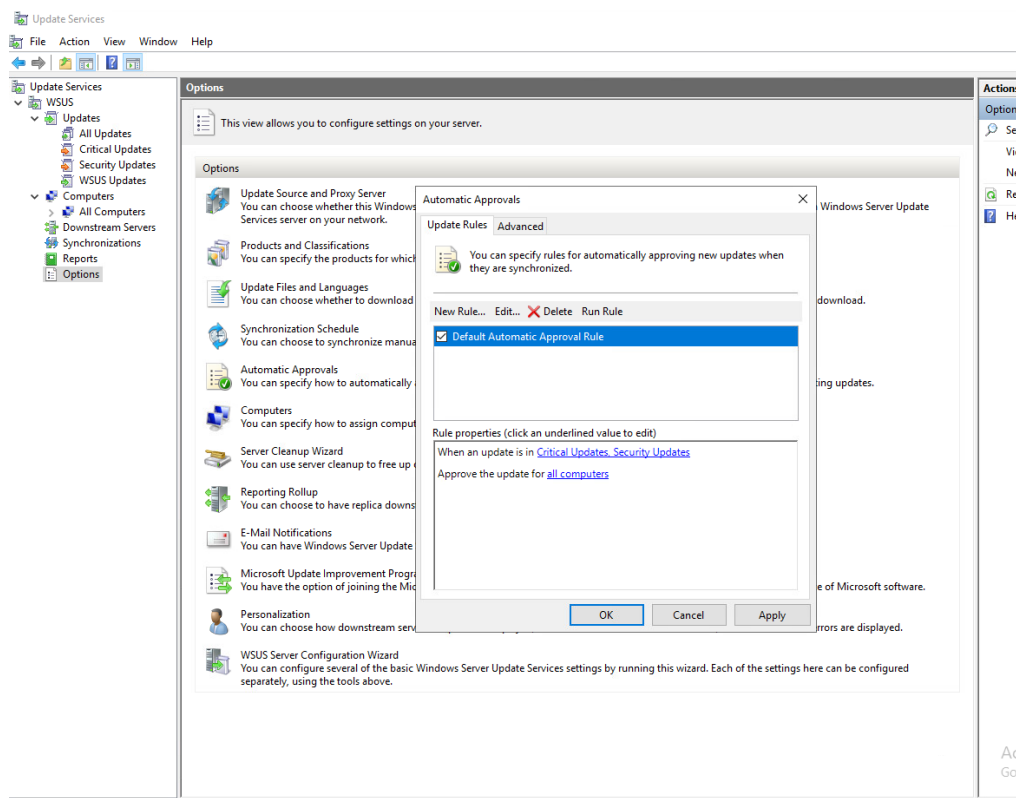 Update Services
File Action View Window Help
Update Services
WSUS
Updates
All Updates
Critical Updates
Security Updates
WSUS Updates
Computers
All Computers
Downstream Servers
Synchronizations
Reports
Options
Options
This view allows you to configure settings on your server.
Options
Update Source and Proxy Server
You can choose whether this Windows
Windows Server Update
Services server on your network.
Products and Classifications
You can specify the products for which
Update Files and Languages
You can choose whether to download
download.
Synchronization Schedule
You can choose to synchronize manua
Automatic Approvals
You can specify how to automatically
ing updates.
Computers
You can specify how to assign comput
Server Cleanup Wizard
You can use server cleanup to free up
Reporting Rollup
You can choose to have replica downs
E-Mail Notifications
You can have Windows Server Update
Microsoft Update Improvement Progra
You have the option of joining the Mic
e of Microsoft software.
Personalization
You can choose how downstream serv
rrors are displayed.
WSUS Server Configuration Wizard
You can configure several of the basic Windows Server Update Services settings by running this wizard. Each of the settings here can be configured
separately, using the tools above.
Automatic Approvals
Update Rules Advanced
You can specify rules for automatically approving new updates when
they are synchronized.
New Rule... Edit... Delete Run Rule
Default Automatic Approval Rule
Rule properties (click an underlined value to edit)
When an update is in Critical Updates, Security Updates
Approve the update for all computers
OK Cancel Apply
Actions
Option
Se
Vi
Ne
Re
He
Ac
Go